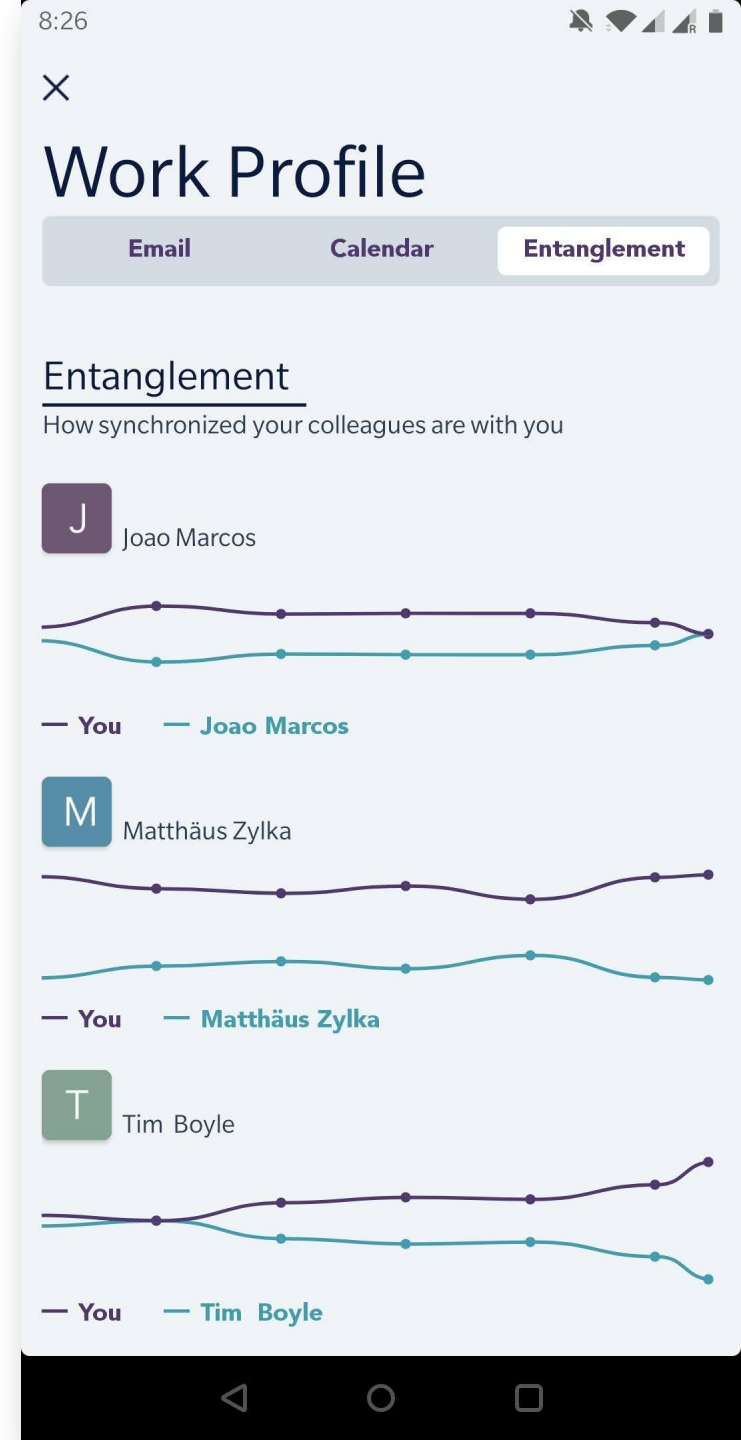 8:26
R
Work Profile
Email Calendar Entanglement
Entanglement
How synchronized your colleagues are with you
J
Joao Marcos
You Joao Marcos
M
Matthäus Zylka
You Matthäus Zylka
T
Tim Boyle
You Tim Boyle